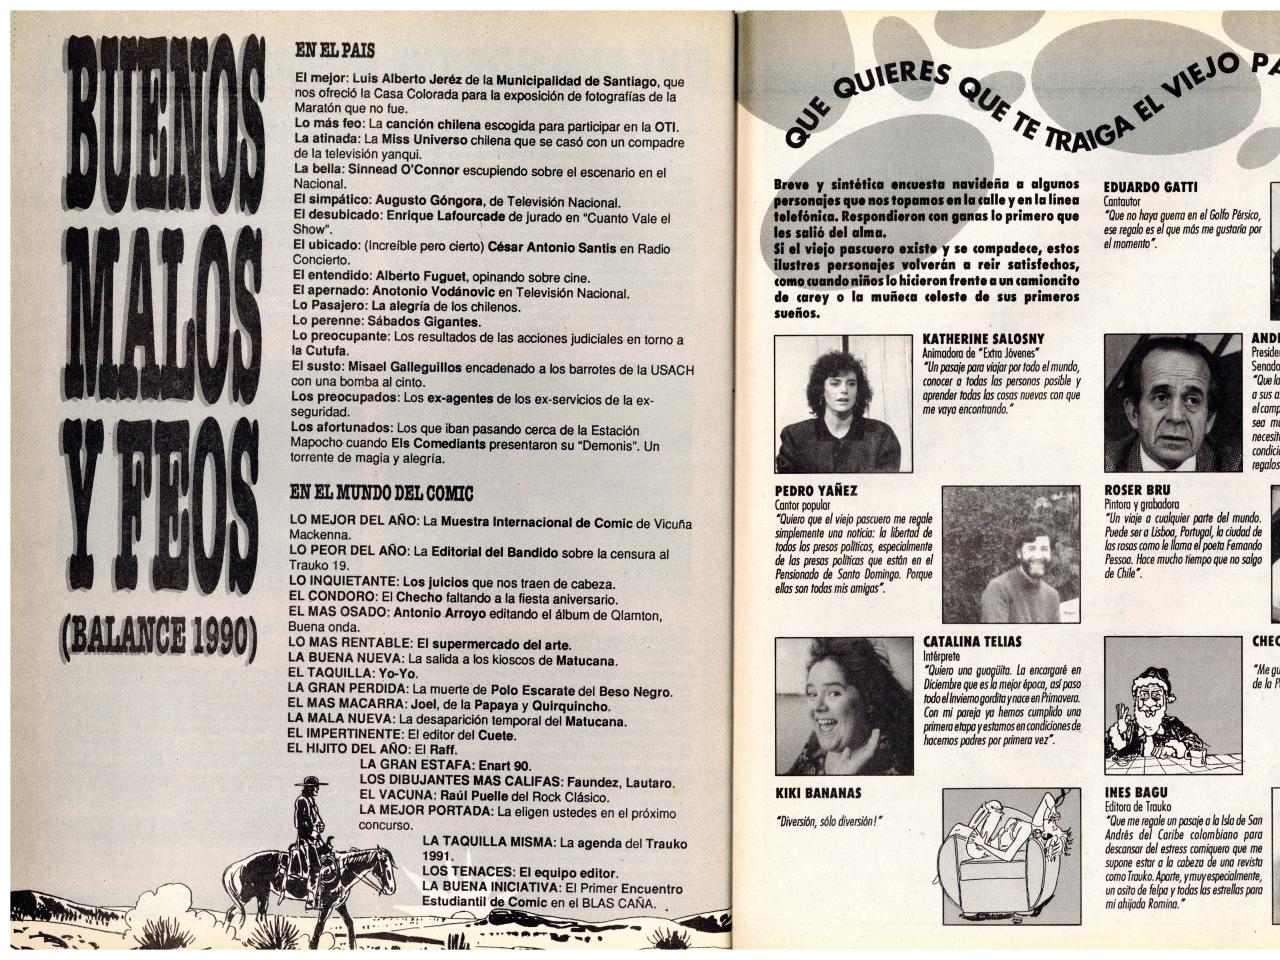 BUENOS
MALOS
Y FEOS
(BALANCE 1990)
EN EL PAIS
El mejor: Luis Alberto Jeréz de la Municipalidad de Santiago, que
nos ofreció la Casa Colorada para la exposición de fotografías de la
Maratón que no fue.
Lo más feo: La canción chilena escogida para participar en la OTI.
La atinada: La Miss Universo chilena que se casó con un compadre
de la televisión yanqui.
La bella: Sinnead O'Connor escupiendo sobre el escenario en el
Nacional.
El simpático: Augusto Góngora, de Televisión Nacional.
El desubicado: Enrique Lafourcade de jurado en "Cuanto Vale el
Show".
El ubicado: (Increíble pero cierto) César Antonio Santis en Radio
Concierto.
El entendido: Alberto Fuguet, opinando sobre cine.
El apernado: Anotonio Vodánovic en Televisión Nacional.
Lo Pasajero: La alegría de los chilenos.
Lo perenne: Sábados Gigantes.
Lo preocupante: Los resultados de las acciones judiciales en torno a
la Cutufa.
El susto: Misael Galleguillos encadenado a los barrotes de la USACH
con una bomba al cinto.
Los preocupados: Los ex-agentes de los ex-servicios de la ex-
seguridad.
Los afortunados: Los que iban pasando cerca de la Estación
Mapocho cuando Els Comediants presentaron su "Demonis". Un
torrente de magia y alegría.
EN EL MUNDO DEL COMIC
LO MEJOR DEL AÑO: La Muestra Internacional de Comic de Vicuña
Mackenna.
LO PEOR DEL AÑO: La Editorial del Bandido sobre la censura al
Trauko 19.
LO INQUIETANTE: Los juicios que nos traen de cabeza.
EL CONDORO: El Checho faltando a la fiesta aniversario.
EL MAS OSADO: Antonio Arroyo editando el álbum de Qlamton,
Buena onda.
LO MAS RENTABLE: El supermercado del arte.
LA BUENA NUEVA: La salida a los kioscos de Matucana.
EL TAQUILLA: Yo-Yo.
LA GRAN PERDIDA: La muerte de Polo Escarate del Beso Negro.
EL MAS MACARRA: Joel, de la Papaya y Quirquincho.
LA MALA NUEVA: La desaparición temporal del Matucana.
EL IMPERTINENTE: El editor del Cuete.
EL HIJITO DEL AÑO: El Raff.
LA GRAN ESTAFA: Enart 90.
LOS DIBUJANTES MAS CALIFAS: Faundez, Lautaro.
EL VACUNA: Raúl Puelle del Rock Clásico.
LA MEJOR PORTADA: La eligen ustedes en el próximo
concurso.
LA TAQUILLA MISMA: La agenda del Trauko
1991.
LOS TENACES: El equipo editor.
LA BUENA INICIATIVA: El Primer Encuentro
Estudiantil de Comic en el BLAS CAÑA.
QUE QUIERES QUE TE TRAIGA EL VIEJO PA
Breve y sintética encuesta navideña a algunos
personajes que nos topamos en la calle y en la línea
telefónica. Respondieron con ganas lo primero que
les salió del alma.
Si el viejo pascuero existe y se compadece, estos
ilustres personajes volverán a reir satisfechos,
como cuando niños lo hicieron frente a un camioncito
de carey o la muñeca celeste de sus primeros
sueños.
KATHERINE SALOSNY
Animadora de "Extra Jóvenes"
"Un pasaje para viajar por todo el mundo,
conocer a todas las personas posible y
aprender todas las cosas nuevas con que
me vaya encontrando."
PEDRO YAÑEZ
Cantor popular
"Quiero que el viejo pascuero me regale
simplemente una noticia: la libertad de
todos los presos políticos, especialmente
de las presas políticas que están en el
Pensionado de Santo Domingo. Porque
ellas son todas mis amigas".
CATALINA TELIAS
Intérprete
"Quiero una guagüita. La encargaré en
Diciembre que es la mejor época, así paso
todo el Invierno gordita y nace en Primavera.
Con mi pareja ya hemos cumplido una
primera etapa y estamos en condiciones de
hacernos padres por primera vez".
KIKI BANANAS
"Diversión, sólo diversión!"
EDUARDO GATTI
Cantautor
"Que no haya guerra en el Golfo Pérsico,
ese regalo es el que más me gustaría por
el momento".
ANDR
Presiden
Senado
"Que la
a sus a
el camp
sea ma
necesit
condici
regalos
ROSER BRU
Pintora y grabadora
"Un viaje a cualquier parte del mundo.
Puede ser a Lisboa, Portugal, la ciudad de
las rosas como le llama el poeta Fernando
Pessoa. Hace mucho tiempo que no salgo
de Chile".
CHEC
"Me gu
de la P
INES BAGU
Editora de Trauko
"Que me regale un pasaje a la Isla de San
Andrés del Caribe colombiano para
descansar del estress comiquero que me
supone estar a la cabeza de una revista
como Trauko. Aparte, y muy especialmente,
un osito de felpa y todas las estrellas para
mi ahijada Romina."